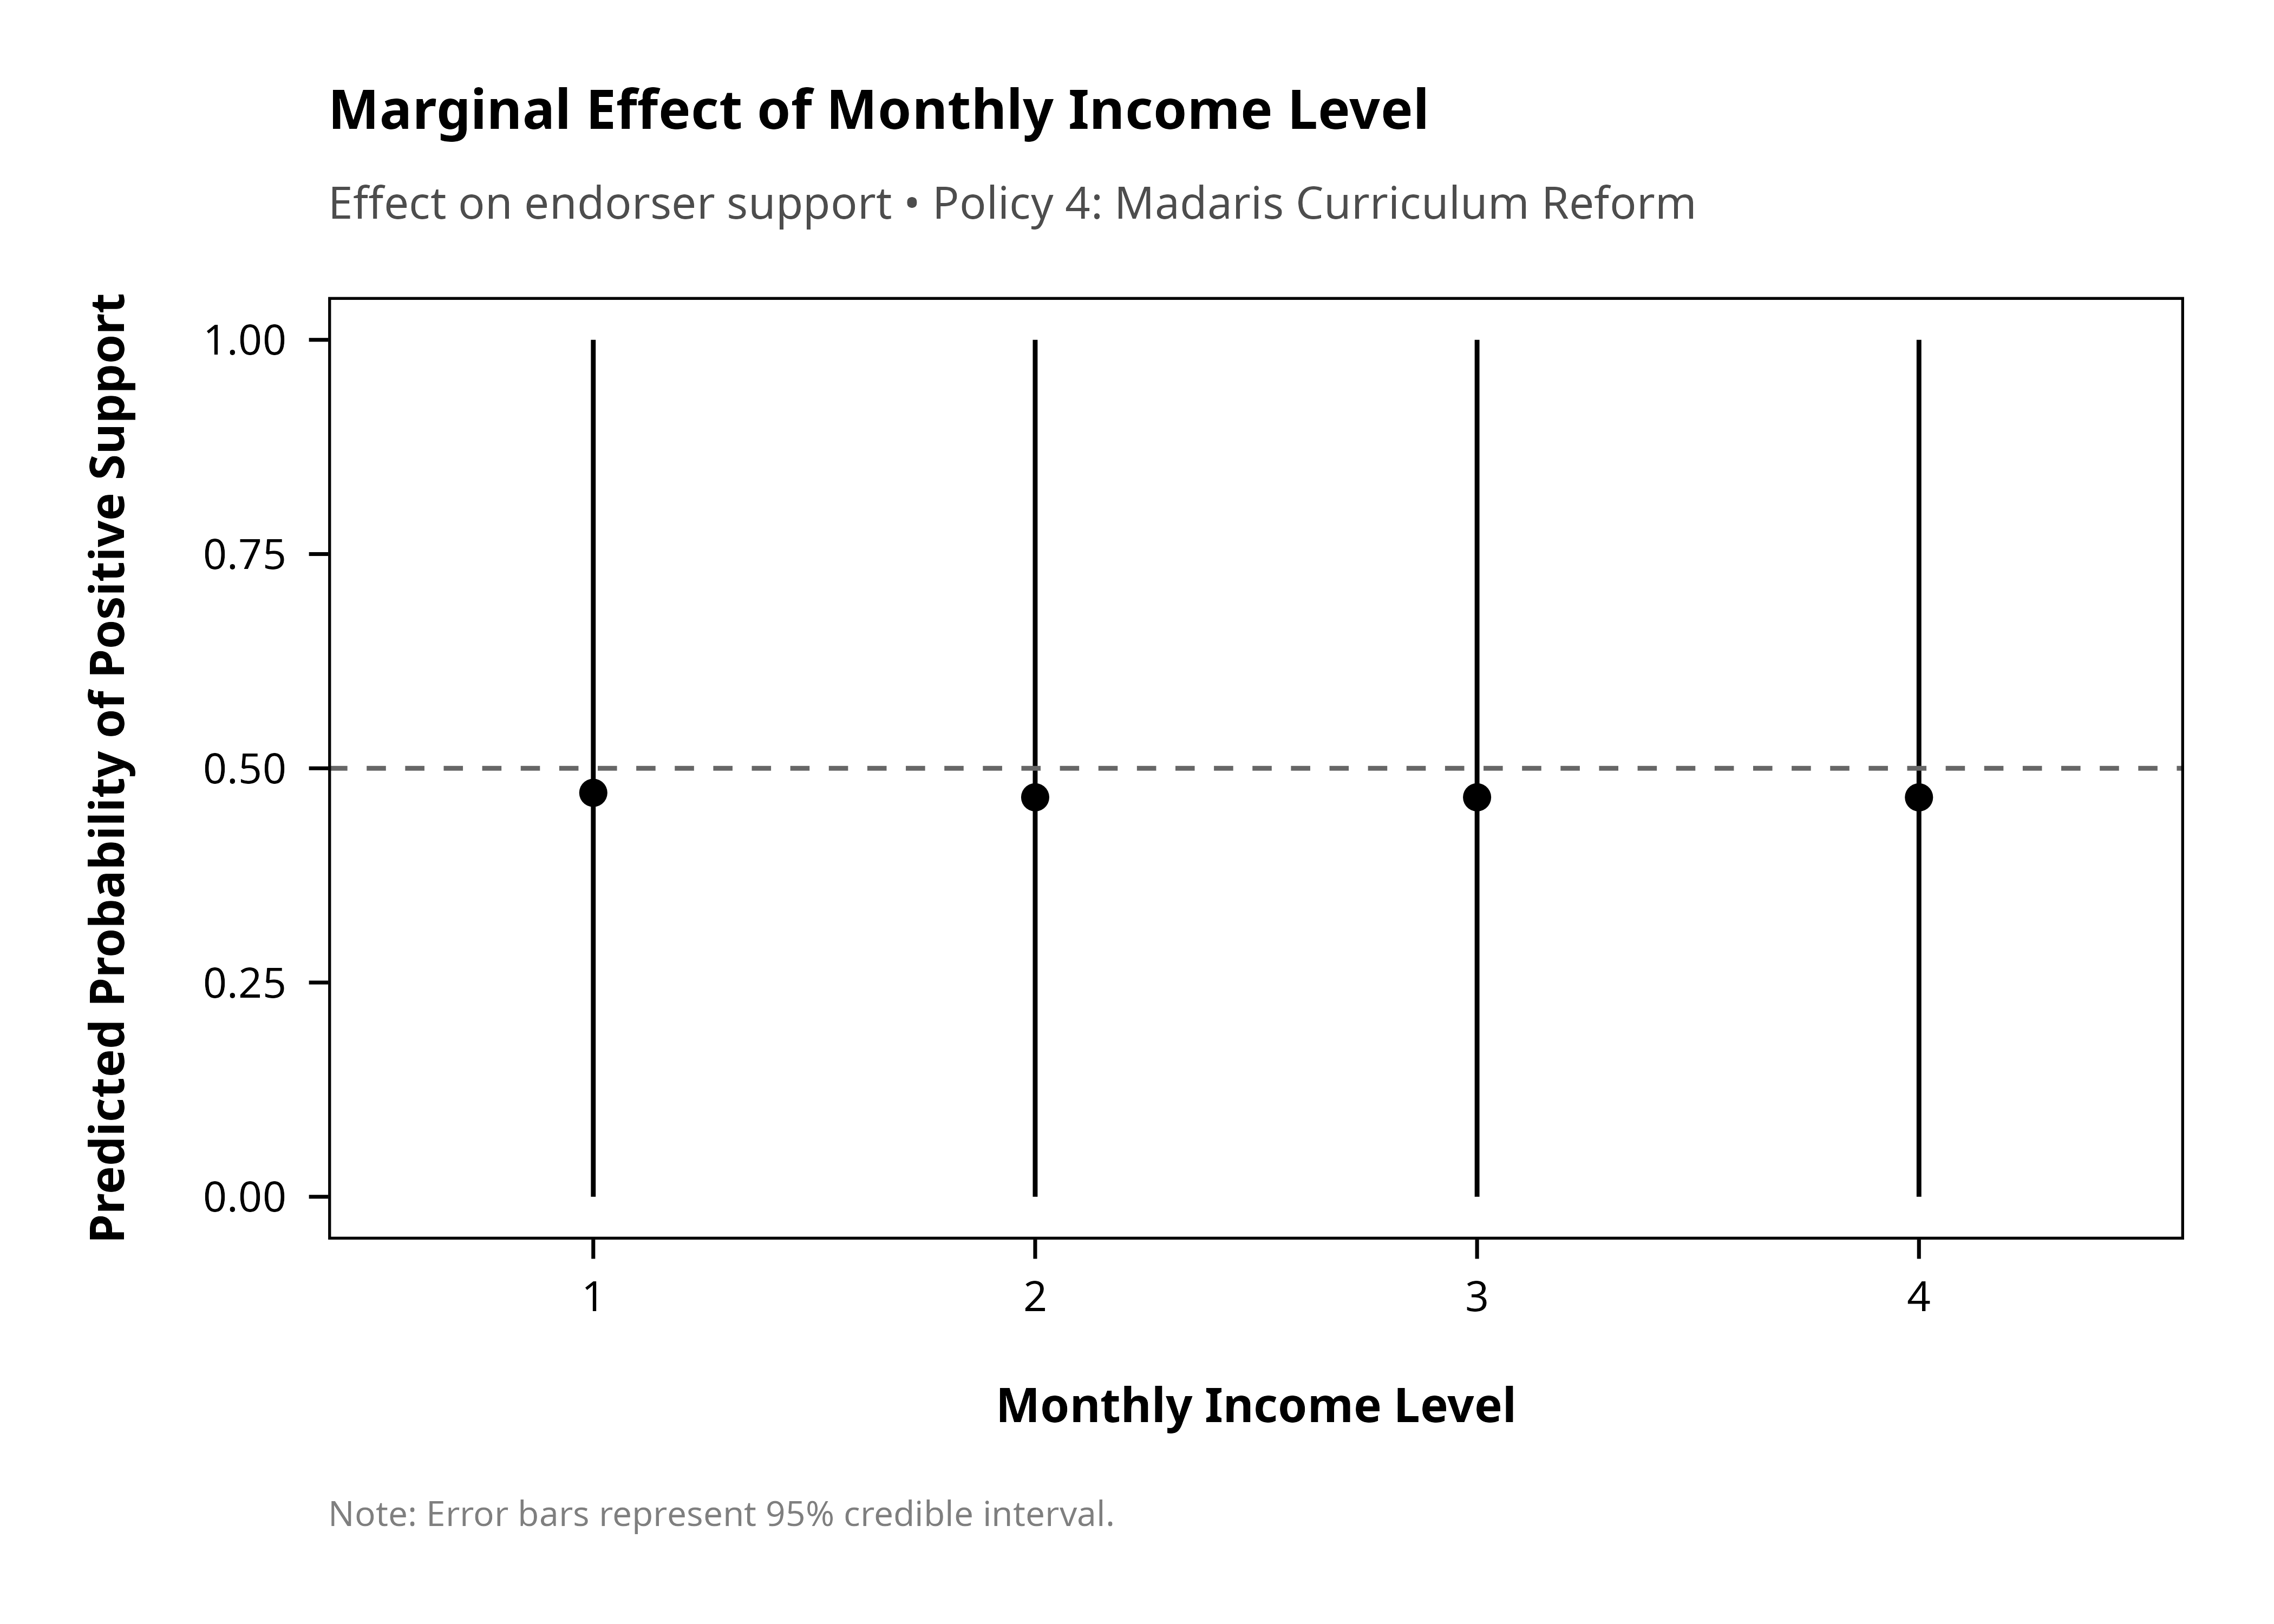 Marginal Effect of Monthly Income Level
Effect on endorser support • Policy 4: Madaris Curriculum Reform
Predicted Probability of Positive Support
1.00
0.75
0.50
0.25
0.00
1 2 3 4
Monthly Income Level
Note: Error bars represent 95% credible interval.